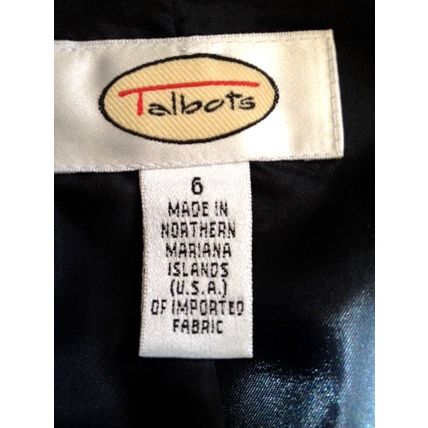 Talbots
6
MADE IN
NORTHERN
MARIANA
ISLANDS
(U.S.A.)
OF IMPORTED
FABRIC